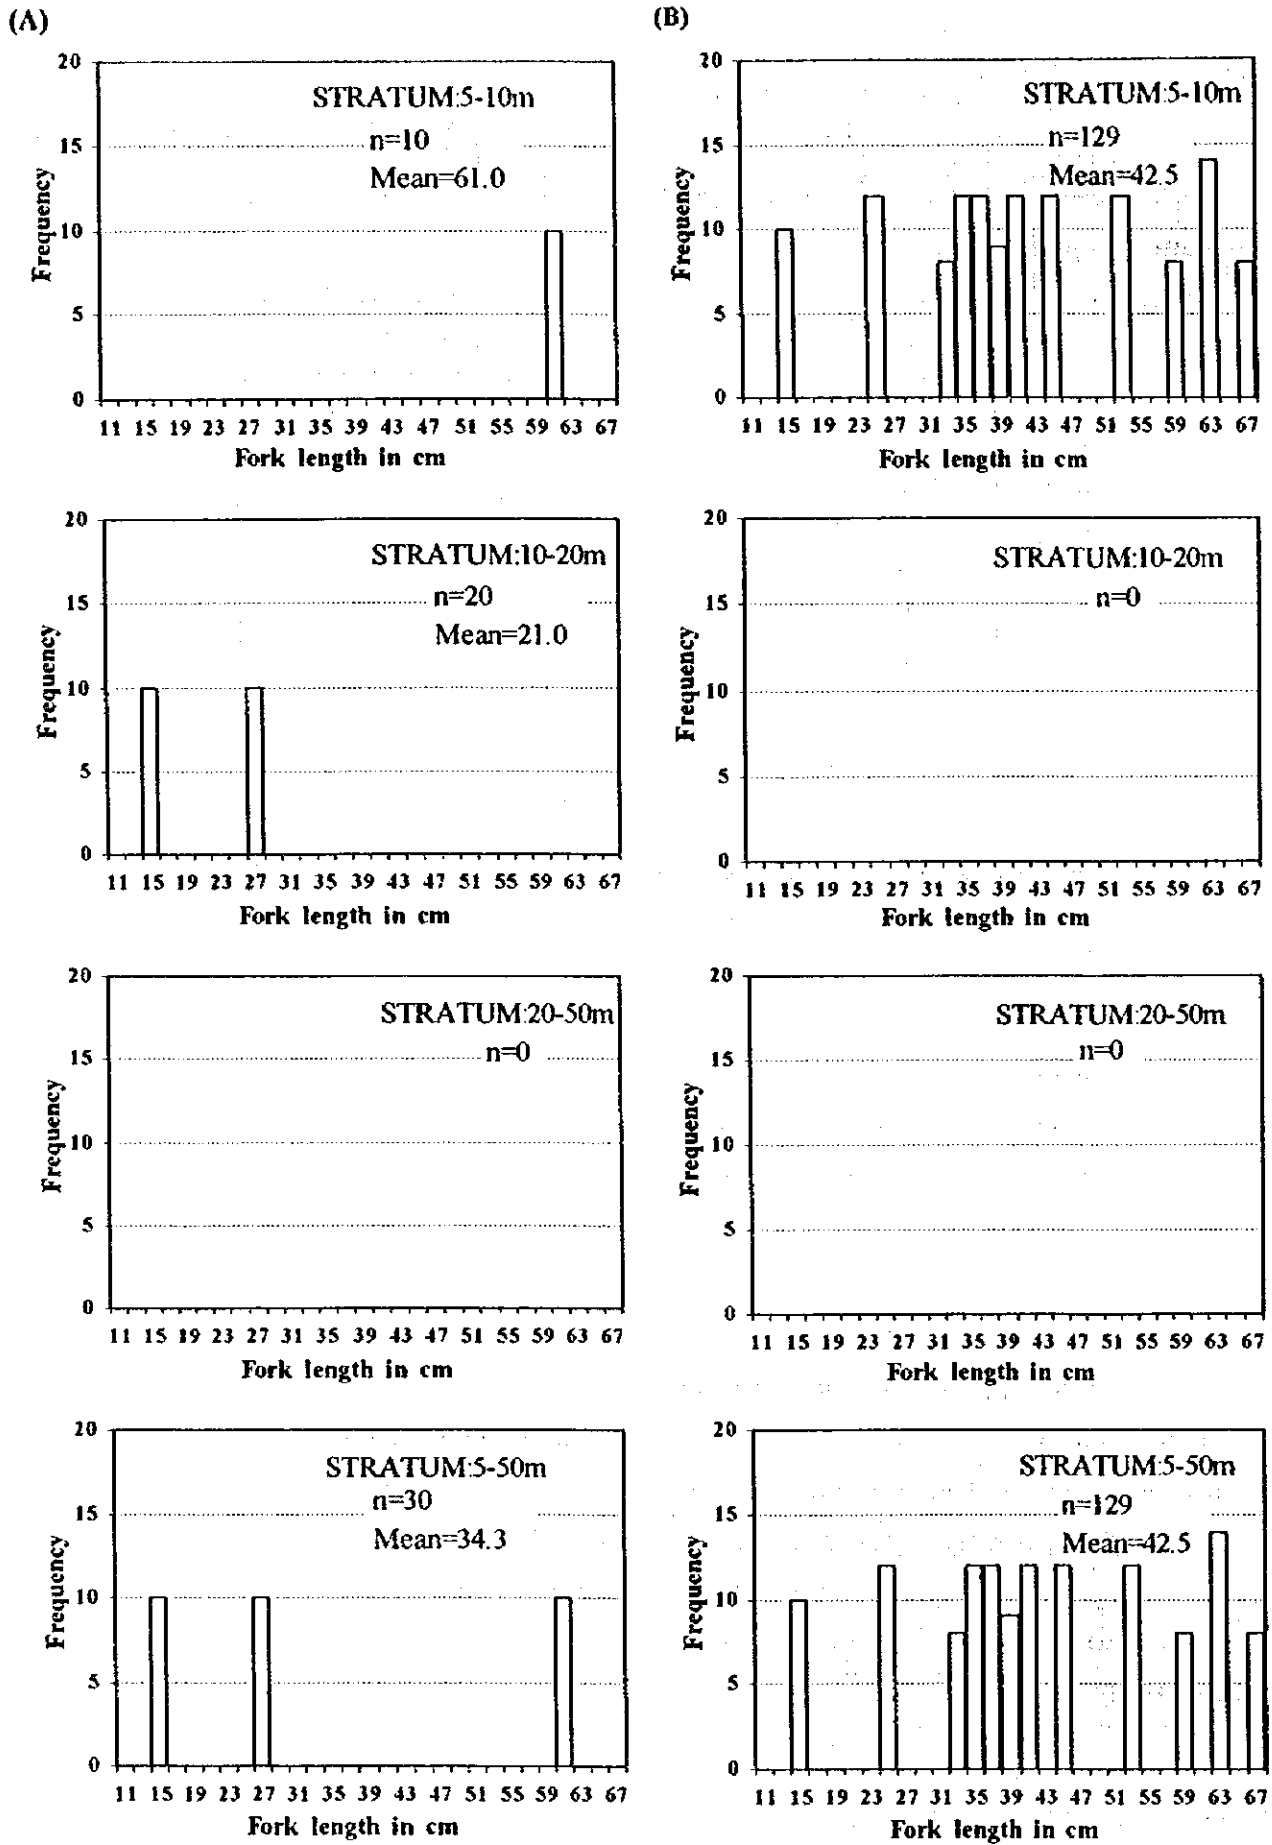 (A)
20
15
10
5
0
Frequency
STRATUM:5-10m
n=10
Mean=61.0
11 15 19 23 27 31 35 39 43 47 51 55 59 63 67
Fork length in cm
20
15
10
5
0
Frequency
STRATUM:10-20m
n=20
Mean=21.0
11 15 19 23 27 31 35 39 43 47 51 55 59 63 67
Fork length in cm
20
15
10
5
0
Frequency
STRATUM:20-50m
n=0
11 15 19 23 27 31 35 39 43 47 51 55 59 63 67
Fork length in cm
20
15
10
5
0
Frequency
STRATUM:5-50m
n=30
Mean=34.3
11 15 19 23 27 31 35 39 43 47 51 55 59 63 67
Fork length in cm
(B)
20
15
10
5
0
Frequency
STRATUM:5-10m
n=129
Mean=42.5
11 15 19 23 27 31 35 39 43 47 51 55 59 63 67
Fork length in cm
20
15
10
5
0
Frequency
STRATUM:10-20m
n=0
11 15 19 23 27 31 35 39 43 47 51 55 59 63 67
Fork length in cm
20
15
10
5
0
Frequency
STRATUM:20-50m
n=0
11 15 19 23 27 31 35 39 43 47 51 55 59 63 67
Fork length in cm
20
15
10
5
0
Frequency
STRATUM:5-50m
n=129
Mean=42.5
11 15 19 23 27 31 35 39 43 47 51 55 59 63 67
Fork length in cm